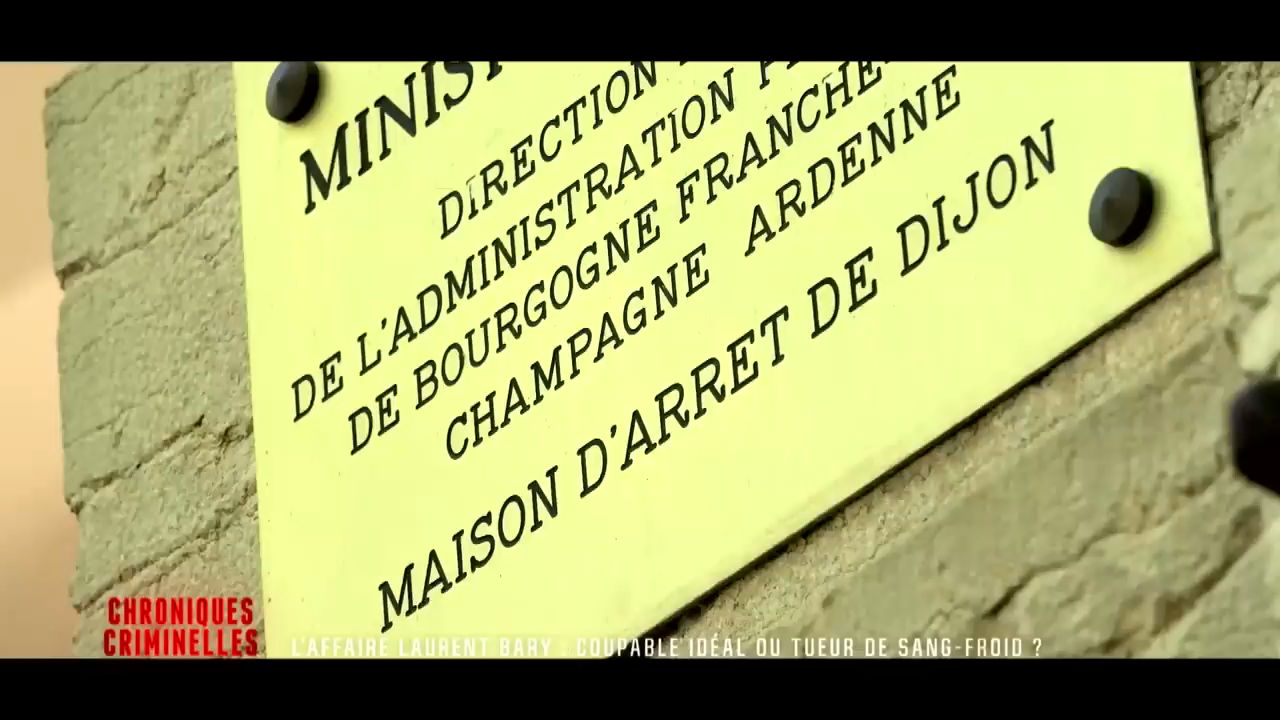 MINIST
DIRECTION
DE L'ADMINISTRATION
DE BOURGOGNE FRANCHE
CHAMPAGNE ARDENNE
MAISON D'ARRET DE DIJON
CHRONIQUES
CRIMINELLES
L'AFFAIRE LAURENT BARY : COUPABLE IDÉAL OU TUEUR DE SANG-FROID ?